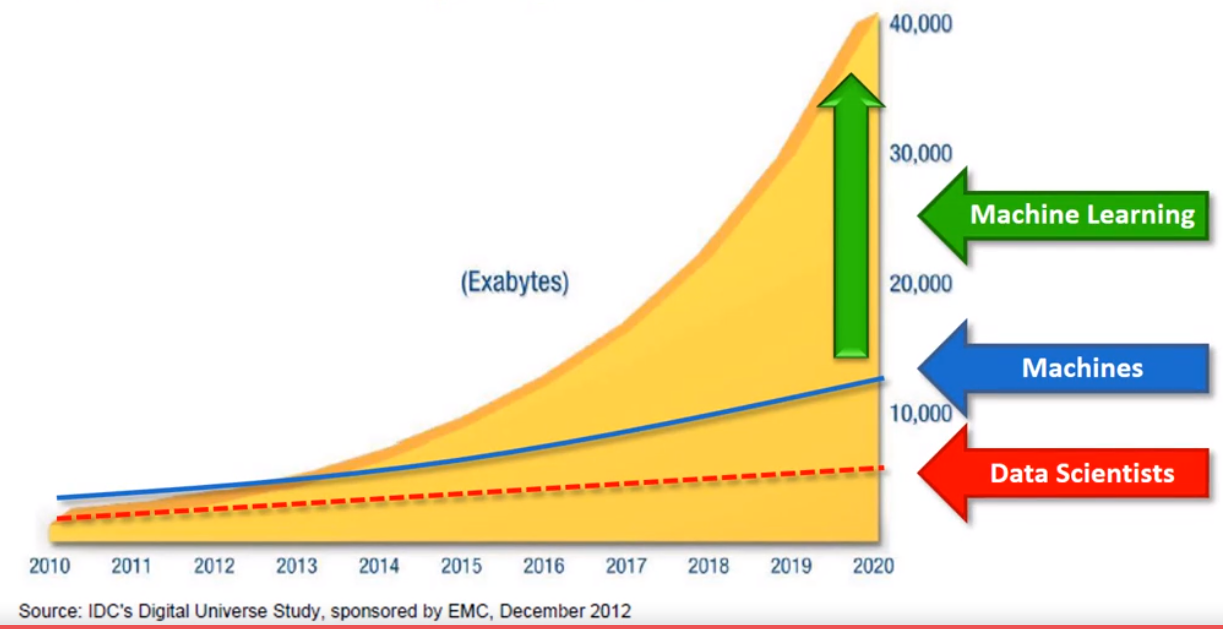 40,000
30,000
Machine Learning
(Exabytes)
20,000
Machines
10,000
Data Scientists
2010 2011 2012 2013 2014 2015 2016 2017 2018 2019 2020
Source: IDC's Digital Universe Study, sponsored by EMC, December 2012